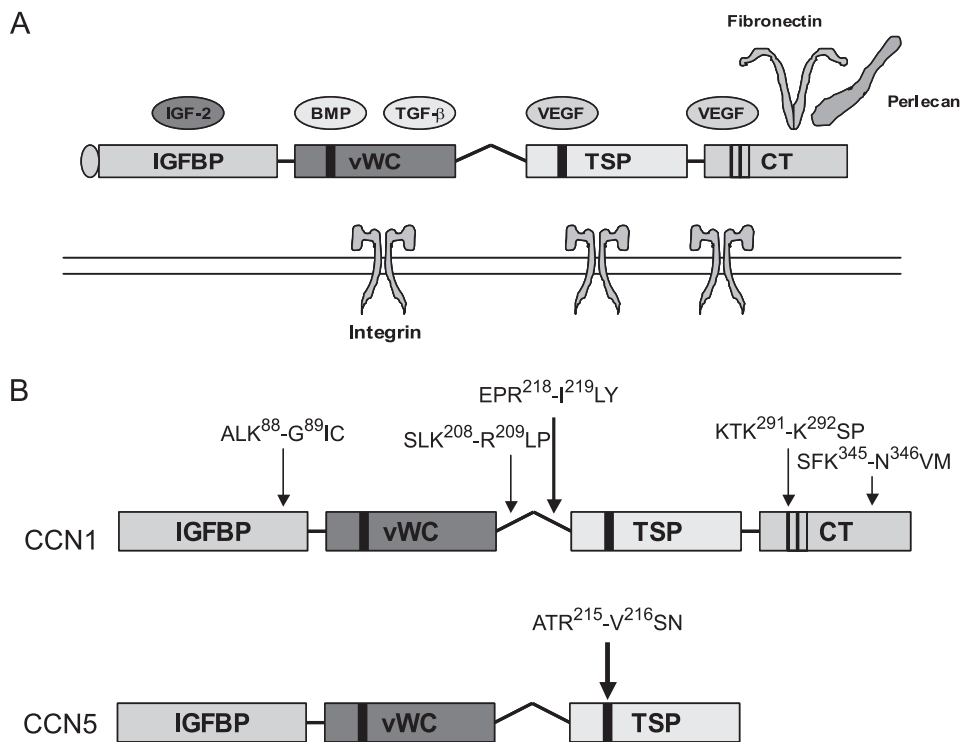 A
Fibronectin
IGF-2 BMP TGF-β VEGF VEGF
Perlecan
IGFBP vWC TSP CT
Integrin
B
EPR²¹⁸-I²¹⁹LY
ALK⁸⁸-G⁸⁹IC
SLK²⁰⁸-R²⁰⁹LP
KTK²⁹¹-K²⁹²SP
SFK³⁴⁵-N³⁴⁶VM
CCN1 IGFBP vWC TSP CT
ATR²¹⁵-V²¹⁶SN
CCN5 IGFBP vWC TSP